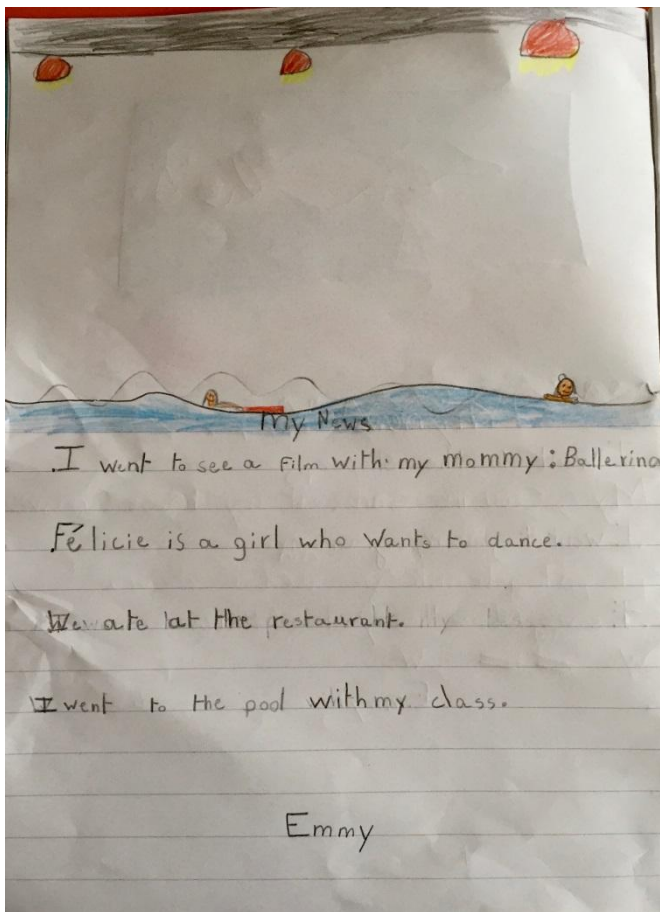 My News
.I went to see a film with my mommy : Ballerina
Félicie is a girl who wants to dance.
We ate at the restaurant.
I went to the pool with my class.
Emmy